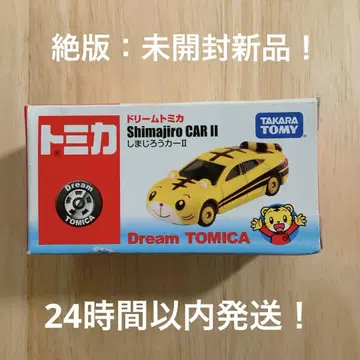 絶版：未開封新品！
トミカ
Dream
TOMICA
ドリームトミカ
Shimajiro CAR II
しまじろうカーII
TAKARA
TOMY
Dream TOMICA
24時間以内発送！